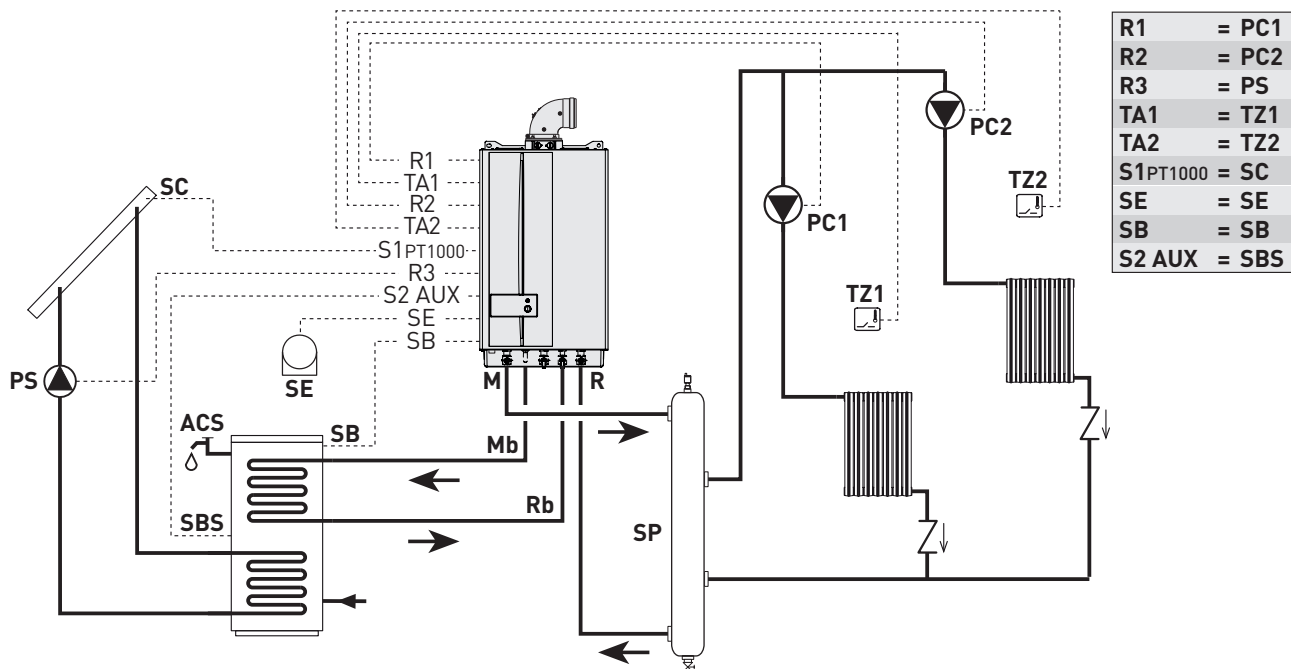 R1 = PC1
R2 = PC2
R3 = PS
TA1 = TZ1
TA2 = TZ2
S1PT1000 = SC
SE = SE
SB = SB
S2 AUX = SBS
R1
TA1
R2
TA2
S1PT1000
R3
S2 AUX
SE
SB
SC
PS
SE
M
R
ACS
SB
Mb
Rb
SBS
SP
PC1
PC2
TZ1
TZ2